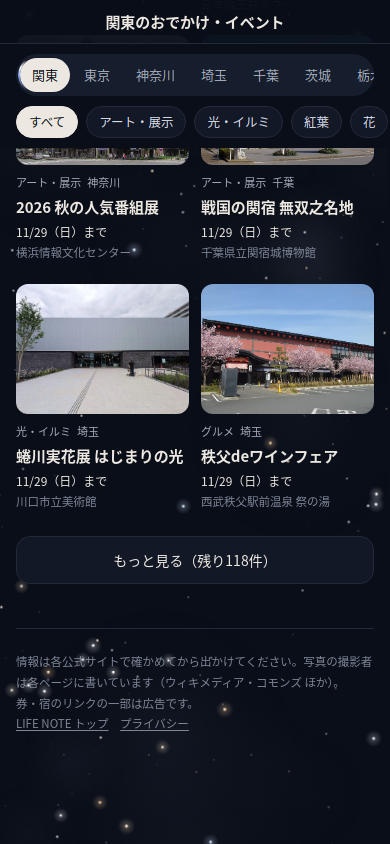 関東のおでかけ・イベント
関東 東京 神奈川 埼玉 千葉 茨城
すべて アート・展示 光・イルミ 紅葉 花
アート・展示 神奈川
2026 秋の人気番組展
11/29（日）まで
横浜情報文化センター
アート・展示 千葉
戦国の関宿 無双之名地
11/29（日）まで
千葉県立関宿城博物館
光・イルミ 埼玉
蜷川実花展 はじまりの光
11/29（日）まで
川口市立美術館
グルメ 埼玉
秩父deワインフェア
11/29（日）まで
西武秩父駅前温泉 祭の湯
もっと見る（残り118件）
情報は各公式サイトで確かめてから出かけてください。写真の撮影者
は各ページに書いています（ウィキメディア・コモンズ ほか）。
券・宿のリンクの一部は広告です。
LIFE NOTE トップ プライバシー